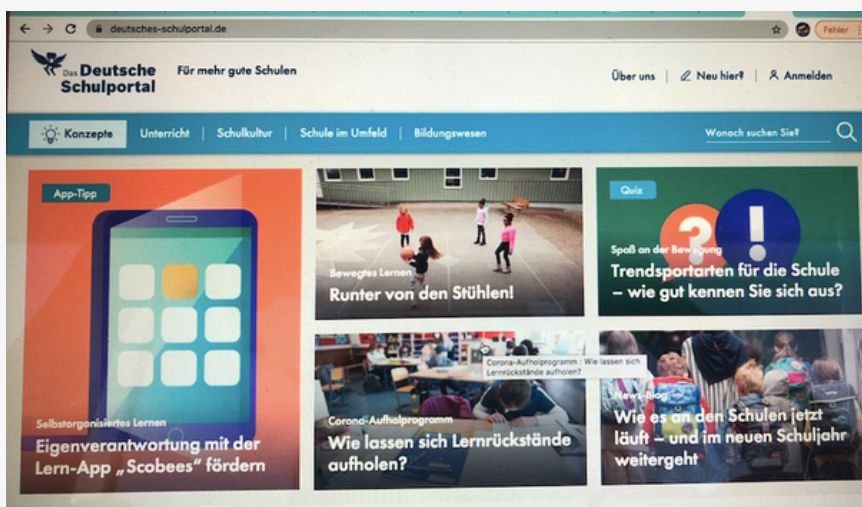 deutsches-schulportal.de
Fehler
Das Deutsche
Schulportal
Für mehr gute Schulen
Über uns
Neu hier?
Anmelden
Konzepte
Unterricht
Schulkultur
Schule im Umfeld
Bildungswesen
Wonach suchen Sie?
App-Tipp
Selbstorganisiertes Lernen
Eigenverantwortung mit der
Lern-App „Scobees“ fördern
Bewegtes Lernen
Runter von den Stühlen!
Quiz
?
!
Spaß an der Bewegung
Trendsportarten für die Schule
– wie gut kennen Sie sich aus?
Corona-Aufholprogramm : Wie lassen sich
Lernrückstände aufholen?
Corona-Aufholprogramm
Wie lassen sich Lernrückstände
aufholen?
News-Blog
Wie es an den Schulen jetzt
läuft – und im neuen Schuljahr
weitergeht